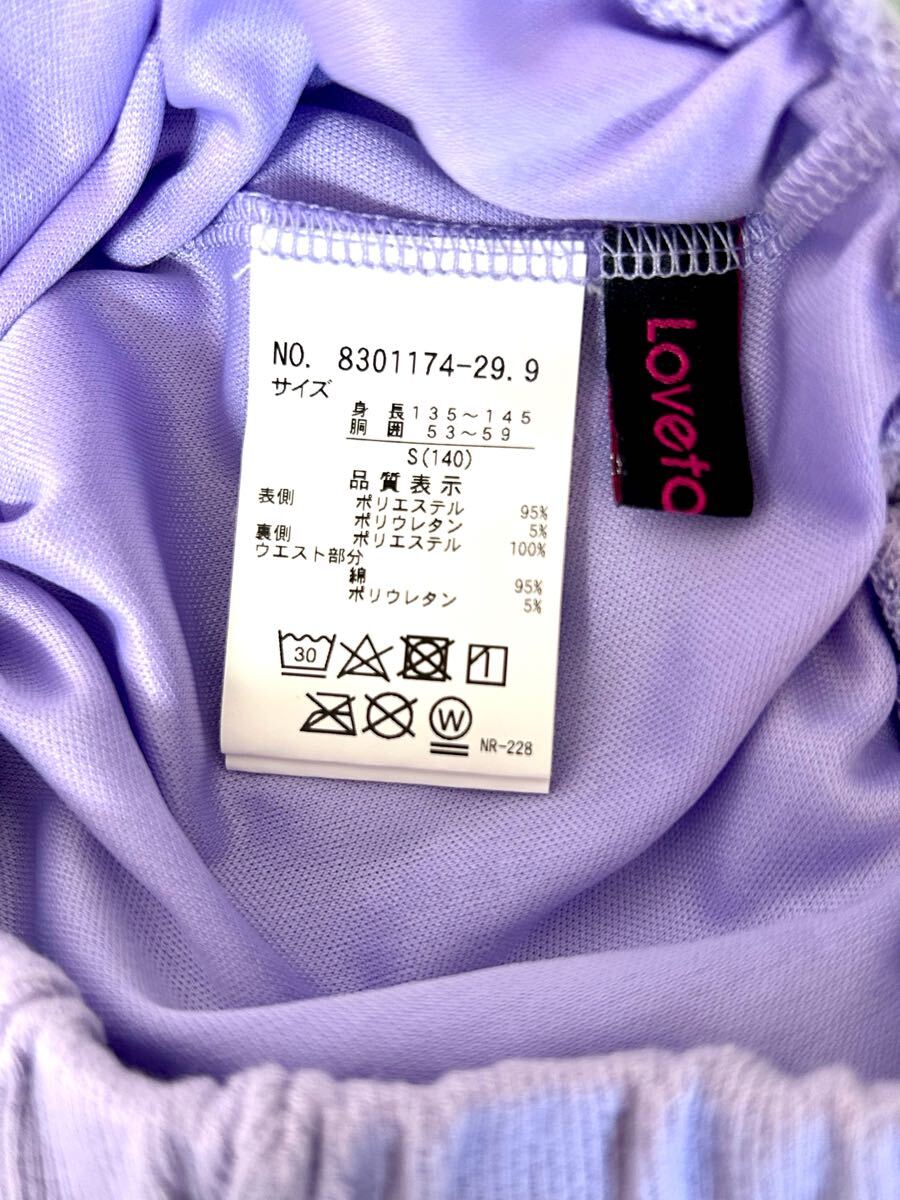 NO. 8301174-29.9
サイズ
身 長 135～145
胴 囲 53～59
S(140)
品質表示
表側 ポリエステル 95%
ポリウレタン 5%
裏側 ポリエステル 100%
ウエスト部分
綿 95%
ポリウレタン 5%
30
W
NR-228
Loveto